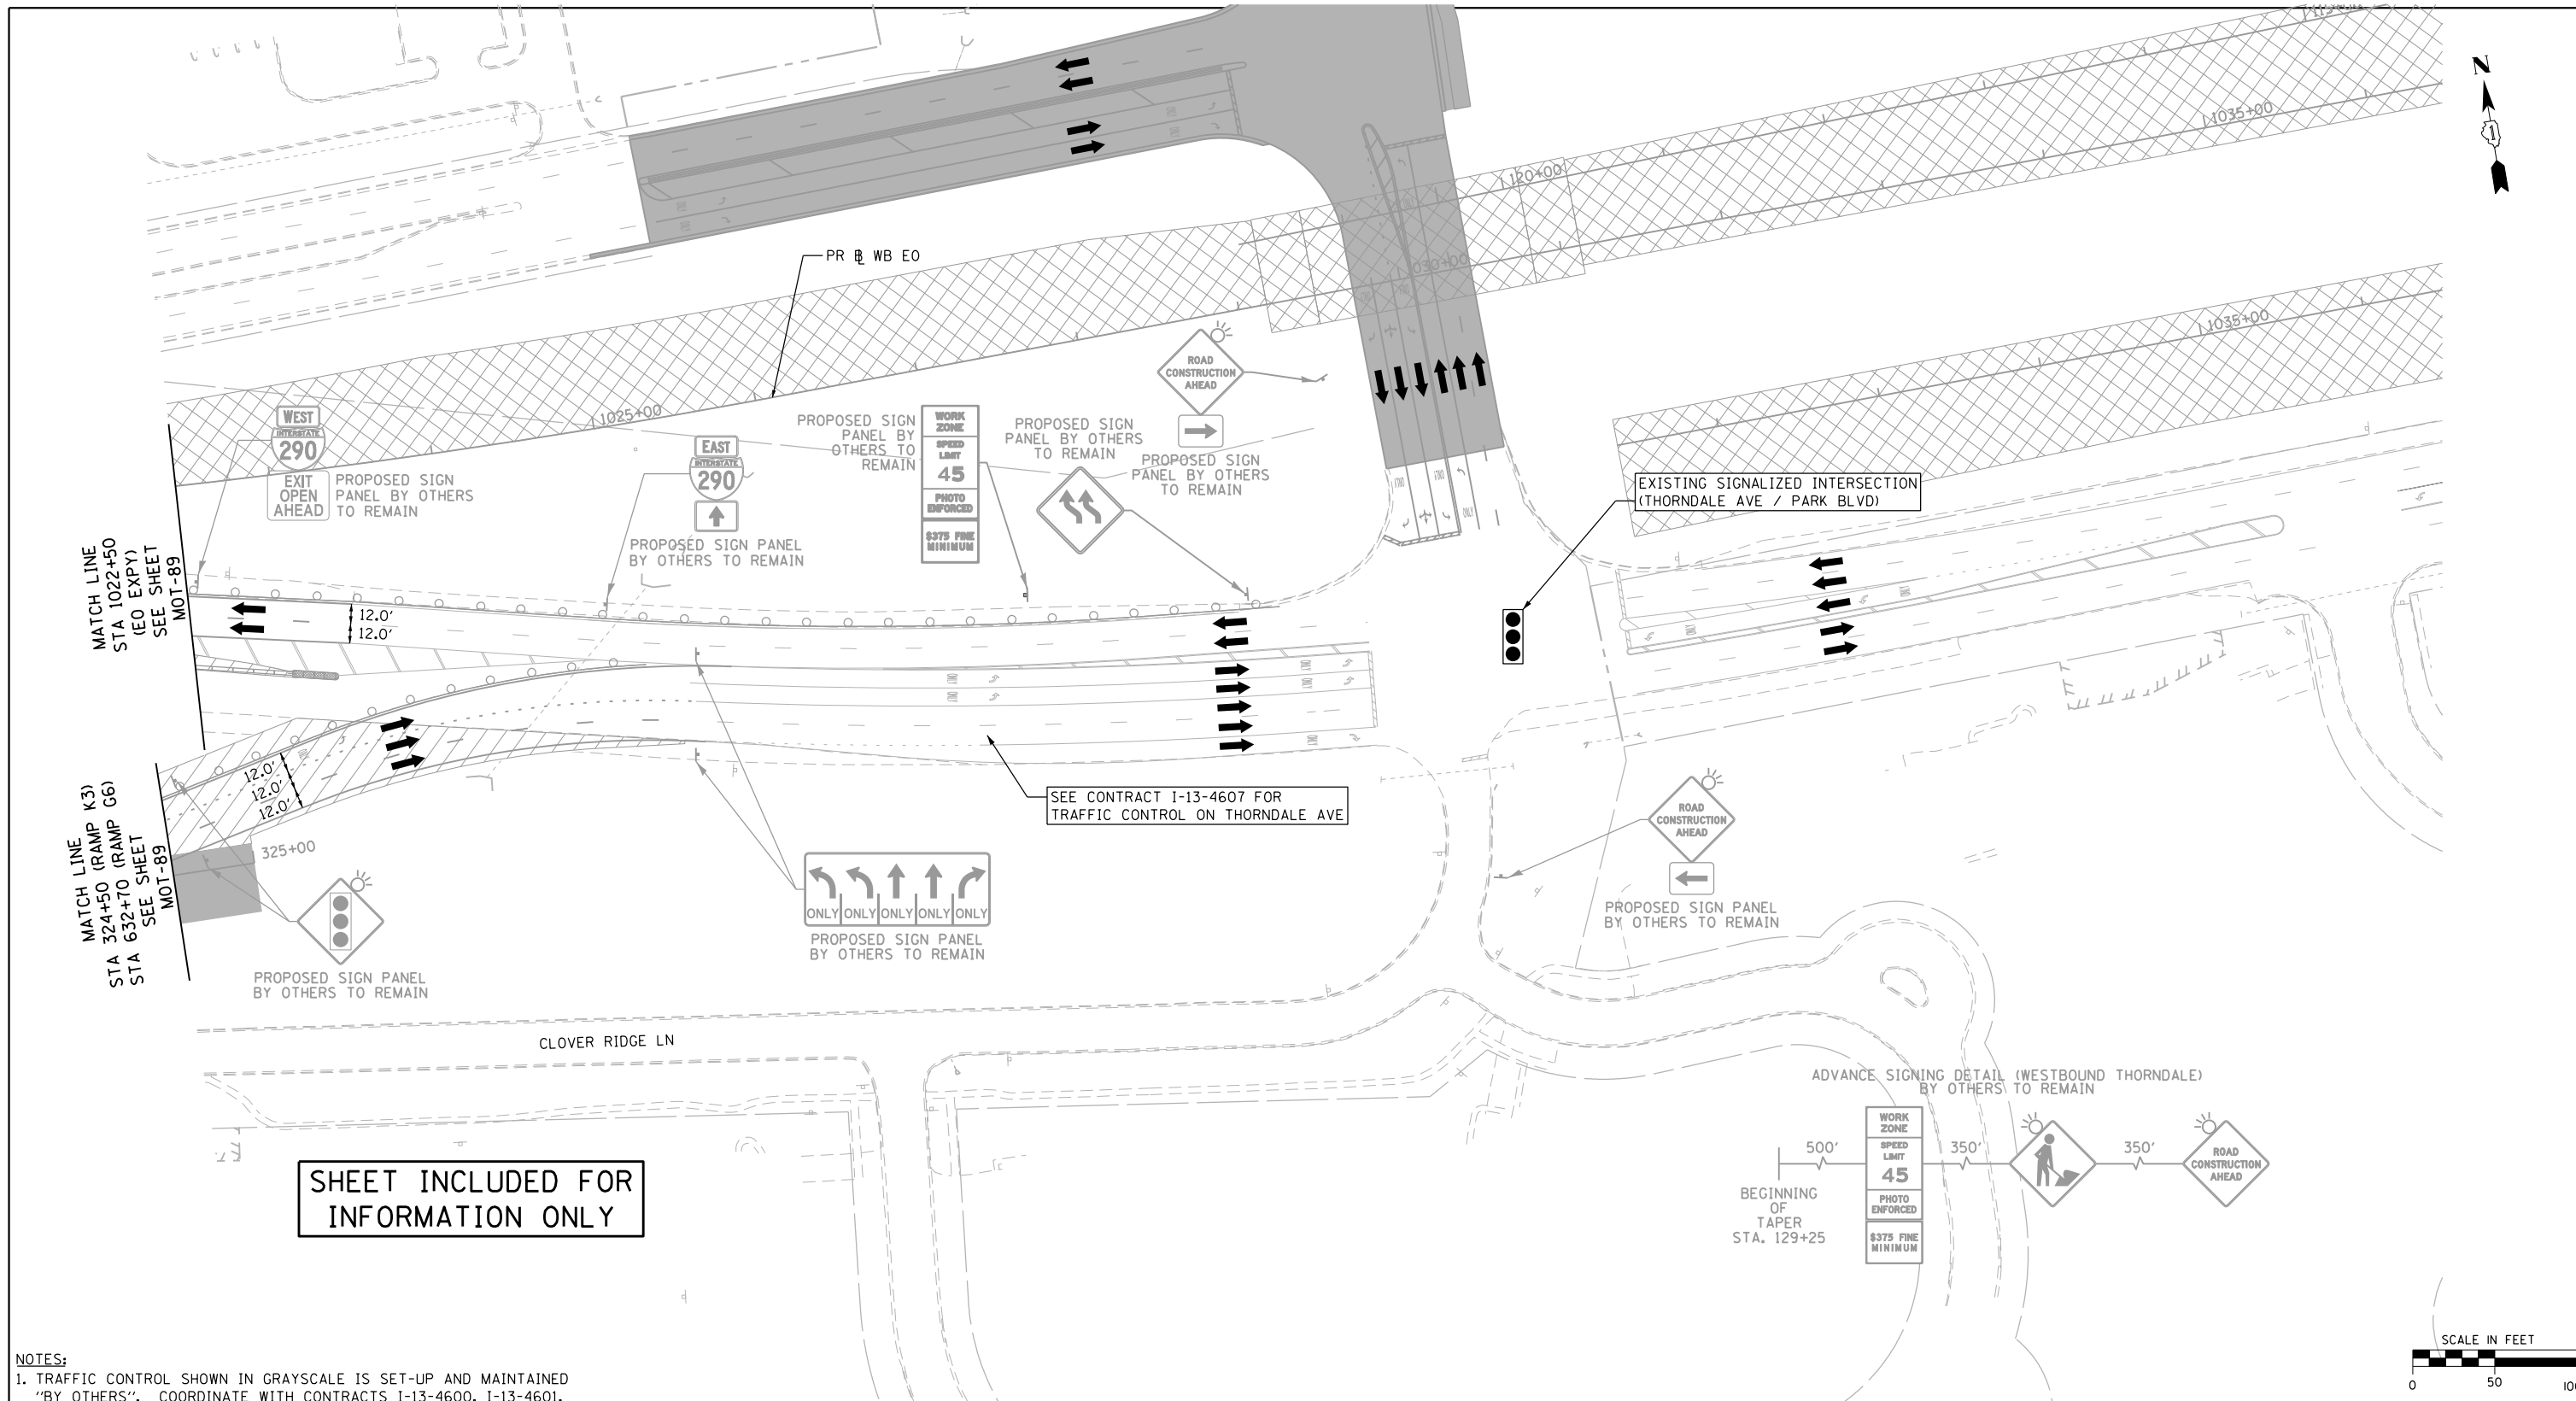 N
1
1035+00
1120+00
1030+00
1035+00
PR BL WB EO
1025+00
WEST
INTERSTATE
290
EXIT
OPEN
AHEAD
PROPOSED SIGN
PANEL BY OTHERS
TO REMAIN
EAST
INTERSTATE
290
PROPOSED SIGN PANEL
BY OTHERS TO REMAIN
PROPOSED SIGN
PANEL BY
OTHERS TO
REMAIN
WORK
ZONE
SPEED
LIMIT
45
PHOTO
ENFORCED
$375 FINE
MINIMUM
PROPOSED SIGN
PANEL BY OTHERS
TO REMAIN
ROAD
CONSTRUCTION
AHEAD
PROPOSED SIGN
PANEL BY OTHERS
TO REMAIN
EXISTING SIGNALIZED INTERSECTION
(THORNDALE AVE / PARK BLVD)
ONLY
MATCH LINE
STA 1022+50
(EO EXPY)
SEE SHEET
MOT-89
12.0'
12.0'
MATCH LINE
STA 324+50 (RAMP K3)
STA 632+70 (RAMP G6)
SEE SHEET
MOT-89
12.0'
12.0'
12.0'
325+00
PROPOSED SIGN PANEL
BY OTHERS TO REMAIN
SEE CONTRACT I-13-4607 FOR
TRAFFIC CONTROL ON THORNDALE AVE
ONLY ONLY ONLY ONLY ONLY
PROPOSED SIGN PANEL
BY OTHERS TO REMAIN
ROAD
CONSTRUCTION
AHEAD
PROPOSED SIGN PANEL
BY OTHERS TO REMAIN
CLOVER RIDGE LN
ADVANCE SIGNING DETAIL (WESTBOUND THORNDALE)
BY OTHERS TO REMAIN
500'
350'
350'
BEGINNING
OF
TAPER
STA. 129+25
WORK
ZONE
SPEED
LIMIT
45
PHOTO
ENFORCED
$375 FINE
MINIMUM
ROAD
CONSTRUCTION
AHEAD
SHEET INCLUDED FOR
INFORMATION ONLY
NOTES:
1. TRAFFIC CONTROL SHOWN IN GRAYSCALE IS SET-UP AND MAINTAINED
"BY OTHERS". COORDINATE WITH CONTRACTS I-13-4600, I-13-4601,
SCALE IN FEET
0 50